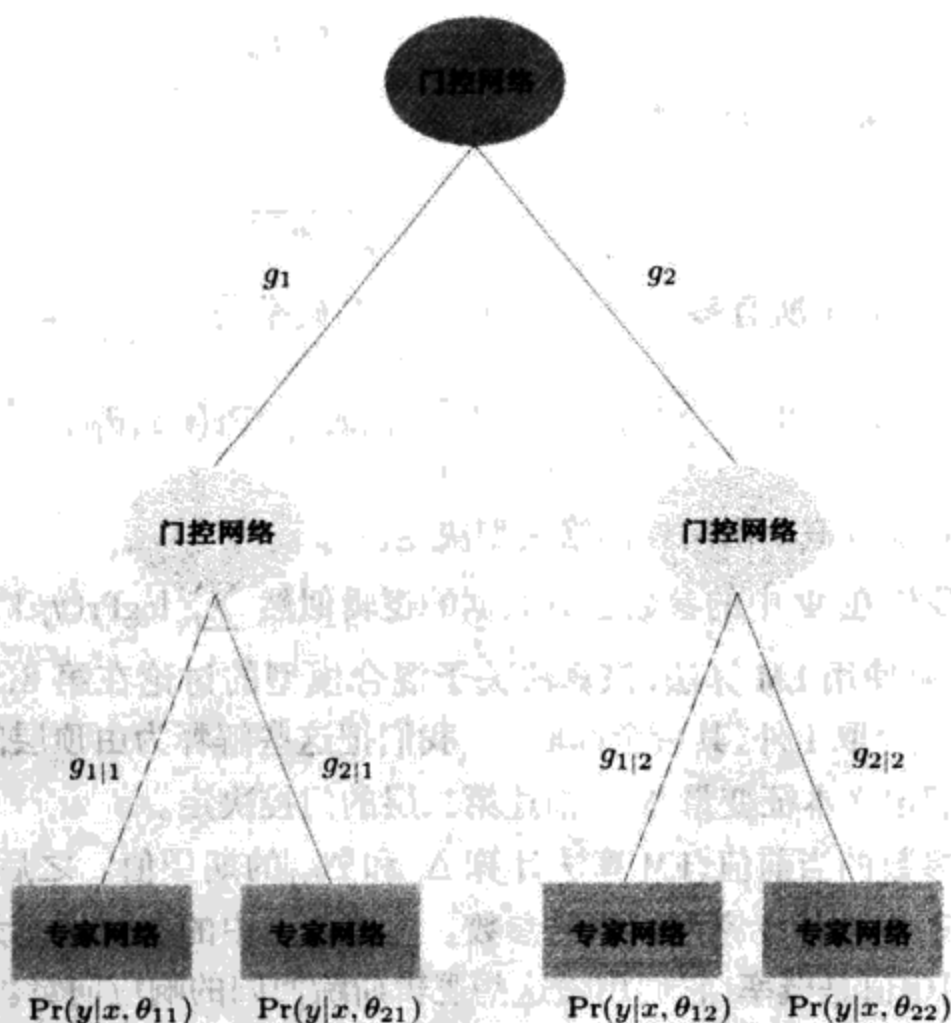 门控网络
g1 g2
门控网络 门控网络
g1|1 g2|1 g1|2 g2|2
专家网络 专家网络 专家网络 专家网络
Pr(y|x, θ11) Pr(y|x, θ21) Pr(y|x, θ12) Pr(y|x, θ22)